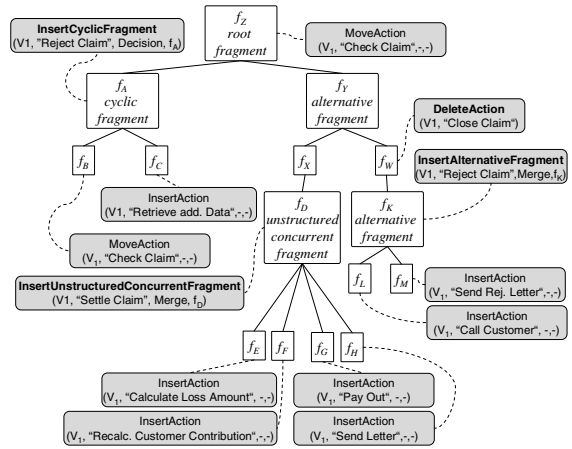 InsertCyclicFragment
(V1, ”Reject Claim”, Decision, fA)
fZ
root
fragment
MoveAction
(V1, “Check Claim“,-,-)
fA
cyclic
fragment
fY
alternative
fragment
DeleteAction
(V1, “Close Claim“)
fB
fC
fX
fW
InsertAlternativeFragment
(V1, “Reject Claim”,Merge,fK)
InsertAction
(V1, “Retrieve add. Data“,-,-)
fD
unstructured
concurrent
fragment
fK
alternative
fragment
MoveAction
(V1, “Check Claim“,-,-)
InsertUnstructuredConcurrentFragment
(V1, “Settle Claim”, Merge, fD)
fL
fM
InsertAction
(V1, “Send Rej. Letter“,-,-)
InsertAction
(V1, “Call Customer“, -,-)
fE
fF
fG
fH
InsertAction
(V1, “Calculate Loss Amount“, -,-)
InsertAction
(V1, “Pay Out“, -,-)
InsertAction
(V1, “Recalc. Customer Contribution“,-,-)
InsertAction
(V1, “Send Letter“,-,-)